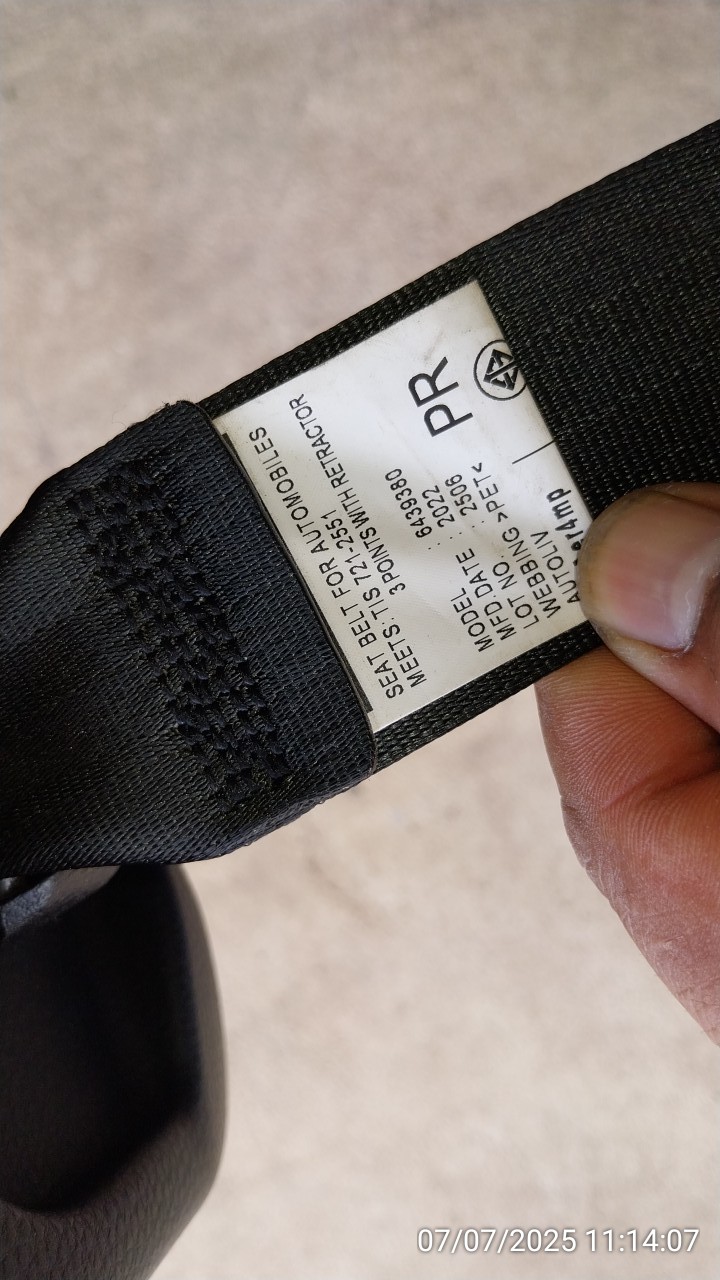 SEAT BELT FOR AUTOMOBILES
MEETS: TIS 721-2551
3 POINTS WITH RETRACTOR
MODEL : 6439380
MFD.DATE : 2022
LOT NO. : 2506
WEBBING >PET<
AUTOLIV
PR
07/07/2025 11:14:07